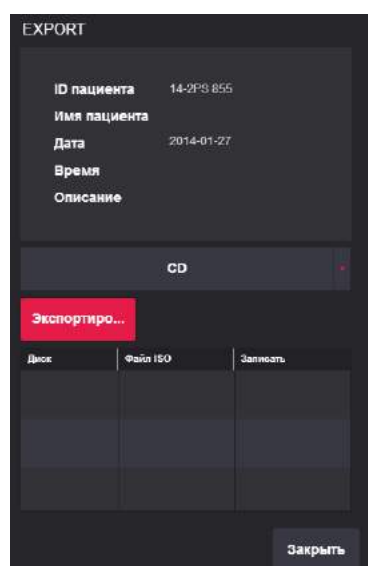 EXPORT
ID пациента 14-2PS 855
Имя пациента
Дата 2014-01-27
Время
Описание
CD
Экспортиро...
Диск Файл ISO Записать
Закрыть